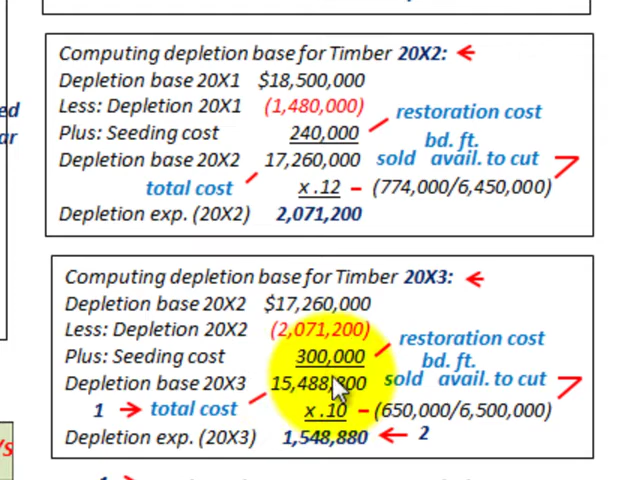 Computing depletion base for Timber 20X2:
Depletion base 20X1 $18,500,000
Less: Depletion 20X1 (1,480,000)
restoration cost
Plus: Seeding cost 240,000
bd. ft.
Depletion base 20X2 17,260,000 sold avail. to cut
total cost x .12 – (774,000/6,450,000)
Depletion exp. (20X2) 2,071,200
ed
ar
Computing depletion base for Timber 20X3:
Depletion base 20X2 $17,260,000
Less: Depletion 20X2 (2,071,200)
restoration cost
Plus: Seeding cost 300,000
bd. ft.
Depletion base 20X3 15,488,800 sold avail. to cut
1 total cost x .10 – (650,000/6,500,000)
Depletion exp. (20X3) 1,548,880 2
/s